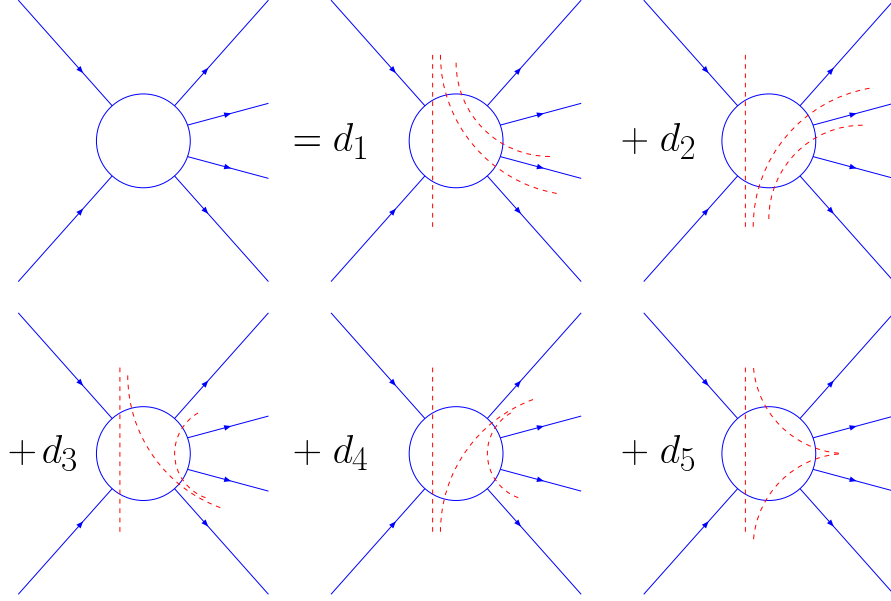 = d₁ + d₂
+ d₃ + d₄ + d₅